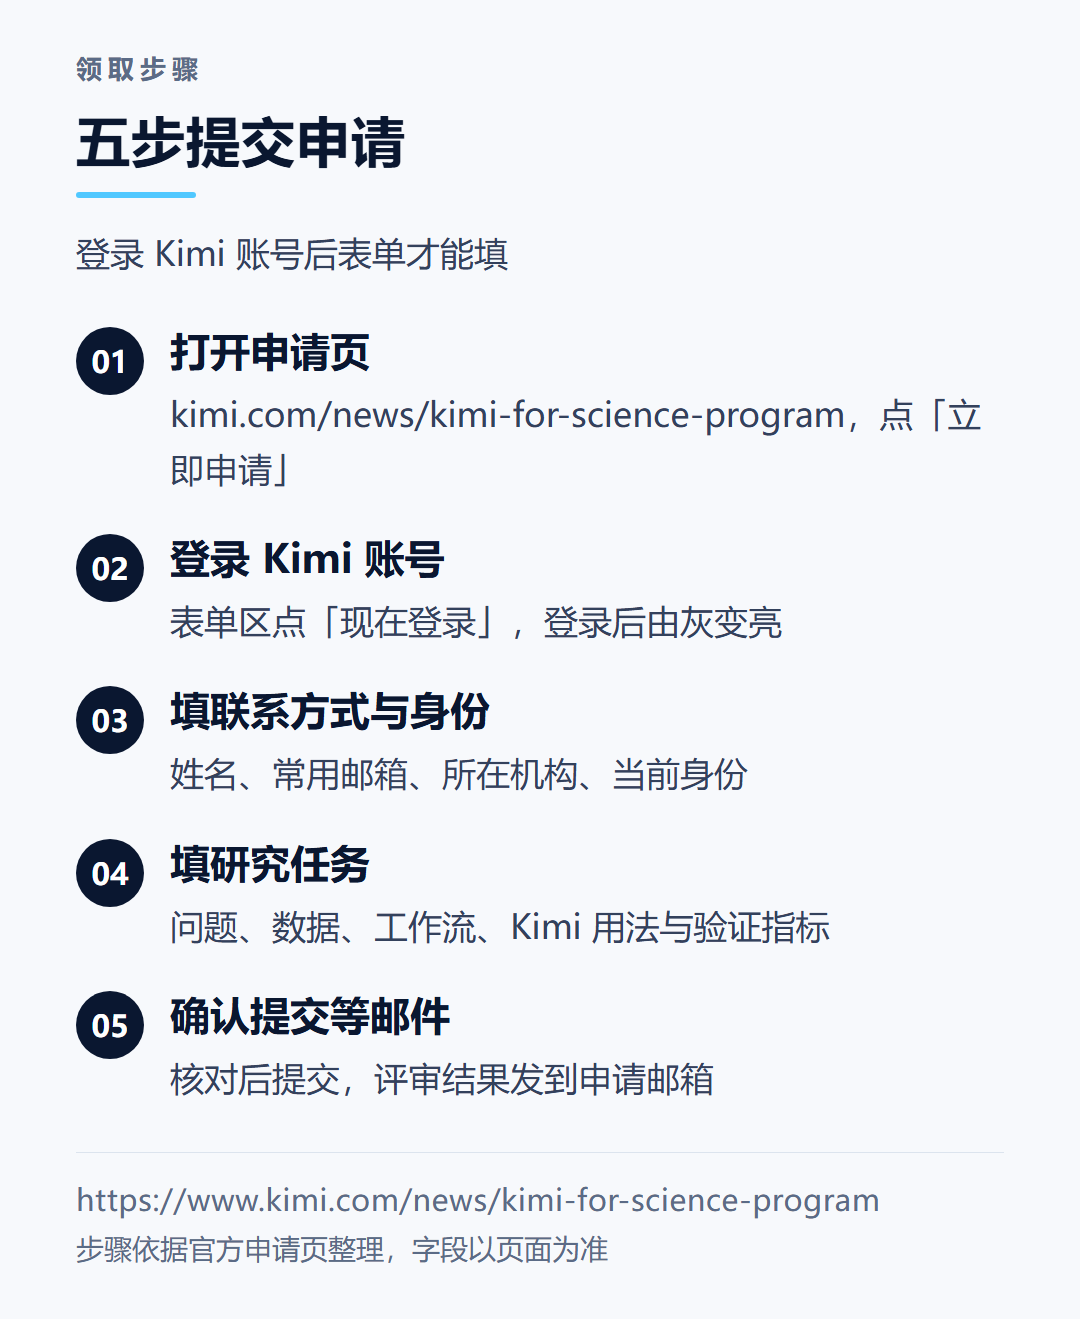 领取步骤
五步提交申请
登录 Kimi 账号后表单才能填
01
打开申请页
kimi.com/news/kimi-for-science-program，点「立
即申请」
02
登录 Kimi 账号
表单区点「现在登录」，登录后由灰变亮
03
填联系方式与身份
姓名、常用邮箱、所在机构、当前身份
04
填研究任务
问题、数据、工作流、Kimi 用法与验证指标
05
确认提交等邮件
核对后提交，评审结果发到申请邮箱
https://www.kimi.com/news/kimi-for-science-program
步骤依据官方申请页整理，字段以页面为准